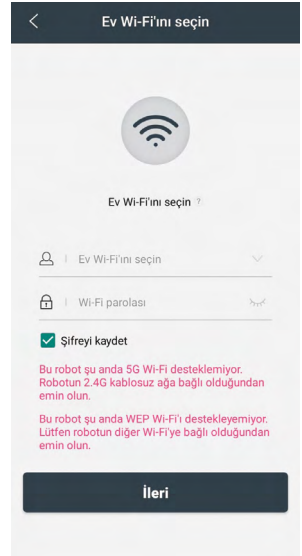 Ev Wi-Fi'ını seçin
Ev Wi-Fi'ını seçin ?
Ev Wi-Fi'ını seçin
Wi-Fi parolası
Şifreyi kaydet
Bu robot şu anda 5G Wi-Fi desteklemiyor.
Robotun 2.4G kablosuz ağa bağlı olduğundan
emin olun.
Bu robot şu anda WEP Wi-Fi'ı destekleyemiyor.
Lütfen robotun diğer Wi-Fi'ye bağlı olduğundan
emin olun.
İleri